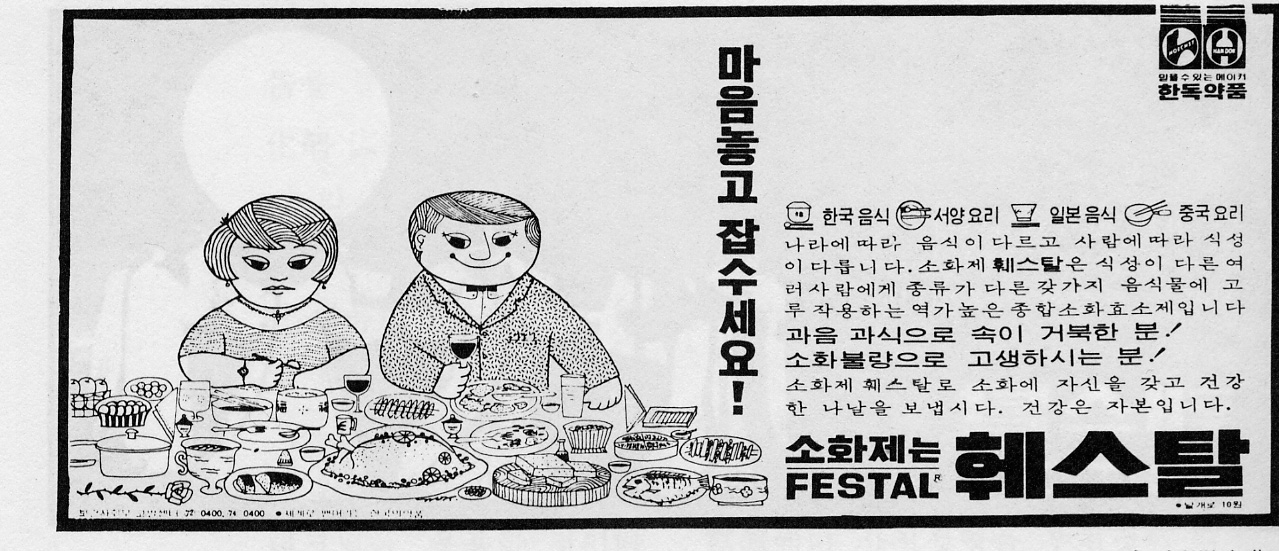 마음놓고 잡수세요!
HOECHST
HAN DOK
믿을 수 있는 메이커
한독약품
한국음식 서양요리 일본음식 중국요리
나라에 따라 음식이 다르고 사람에 따라 식성
이 다릅니다. 소화제 훼스탈은 식성이 다른 여
러사람에게 종류가 다른 갖가지 음식물에 고
루 작용하는 역가높은 종합소화효소제입니다
과음 과식으로 속이 거북한 분!
소화불량으로 고생하시는 분!
소화제 훼스탈로 소화에 자신을 갖고 건강
한 나날을 보냅시다. 건강은 자본입니다.
소화제는
FESTAL® 훼스탈
●낱개로 10원
0400, 74 0400